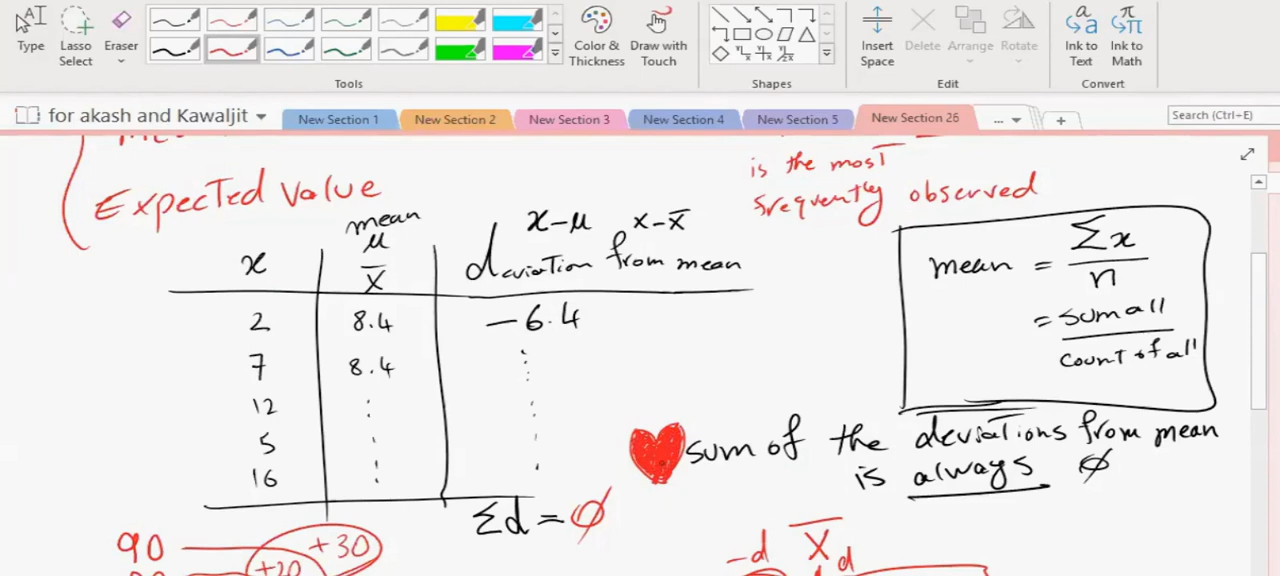 Type
Lasso Select
Eraser
Color & Thickness
Draw with Touch
Insert Space
Delete
Arrange
Rotate
Ink to Text
Ink to Math
Tools
Shapes
Edit
Convert
for akash and Kawaljit
New Section 1
New Section 2
New Section 3
New Section 4
New Section 5
New Section 26
...
Search (Ctrl+E)
is the most
frequently observed
Expected Value
mean
μ
x̅
x
x-μ x-x̅
deviation from mean
2 8.4 -6.4
7 8.4
12
5
16
Σd = ∅
mean = Σx / n
= sum all / count of all
sum of the deviations from mean
is always ∅
90 +30
+20
-d x̅ d